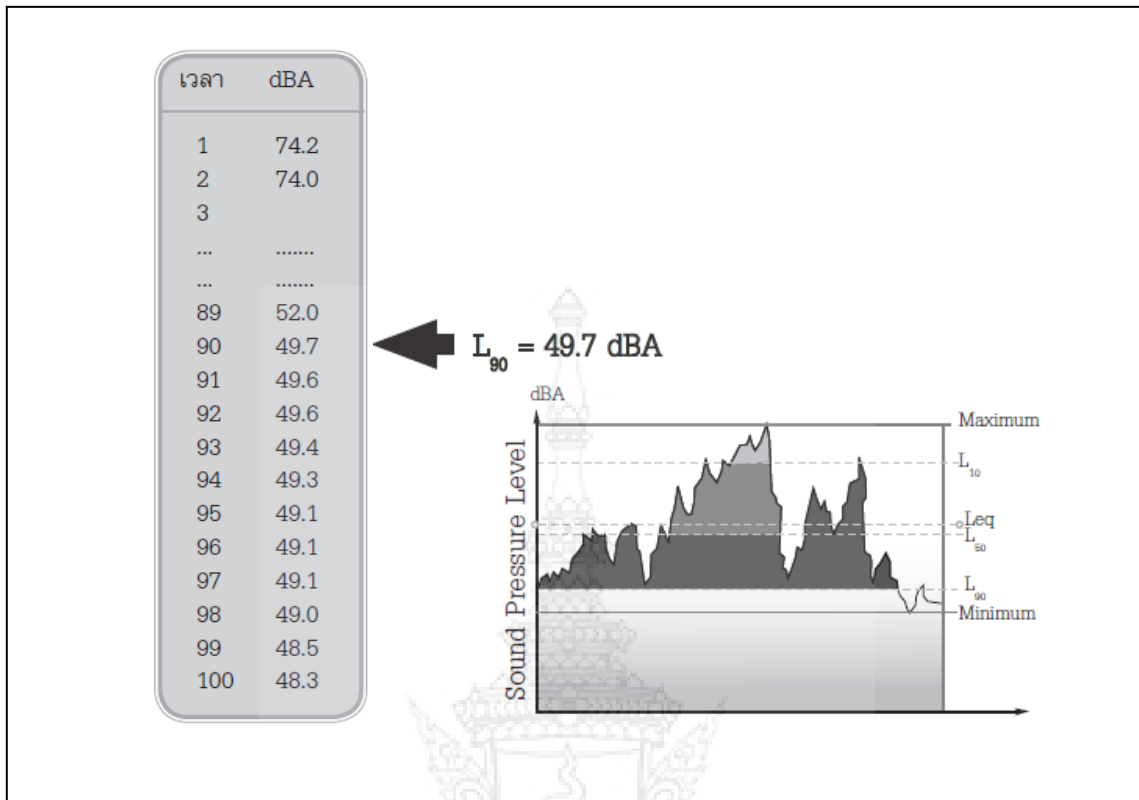 เวลา dBA
1 74.2
2 74.0
3
... .......
... .......
89 52.0
90 49.7
91 49.6
92 49.6
93 49.4
94 49.3
95 49.1
96 49.1
97 49.1
98 49.0
99 48.5
100 48.3
L90 = 49.7 dBA
dBA
Sound Pressure Level
Maximum
L10
Leq
L50
L90
Minimum